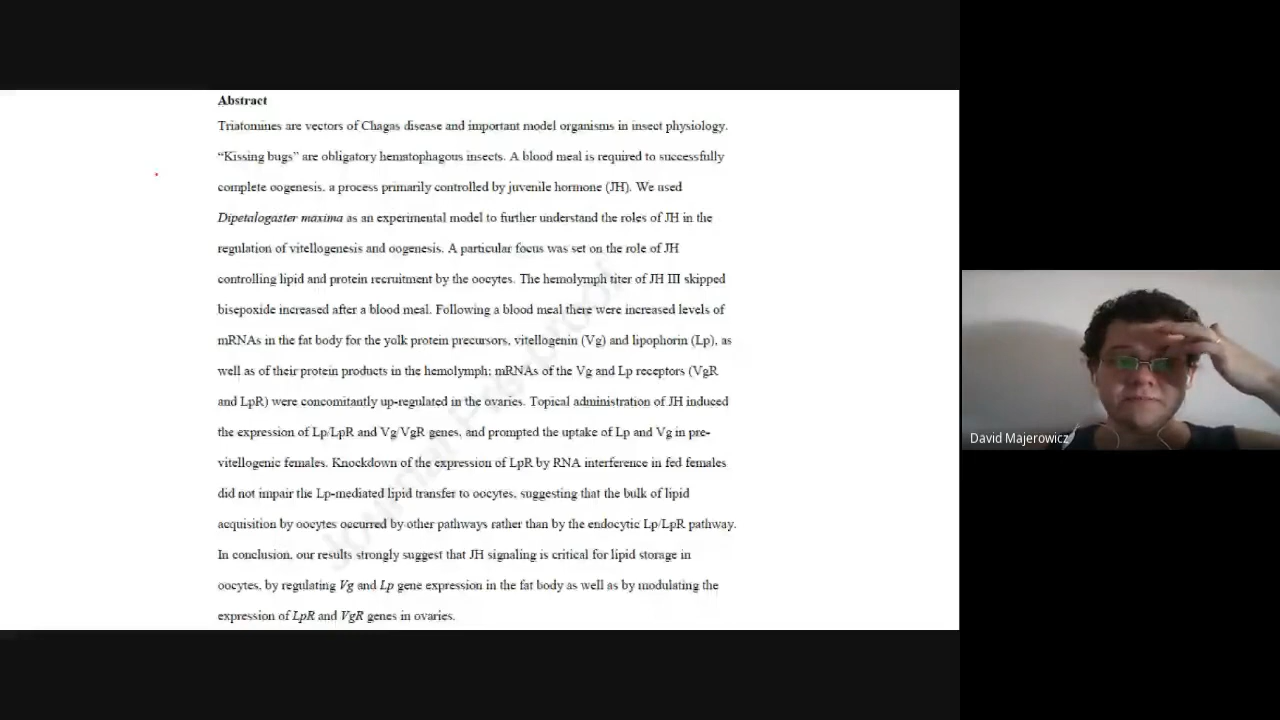 Abstract
Triatomines are vectors of Chagas disease and important model organisms in insect physiology.
“Kissing bugs” are obligatory hematophagous insects. A blood meal is required to successfully
complete oogenesis, a process primarily controlled by juvenile hormone (JH). We used
Dipetalogaster maxima as an experimental model to further understand the roles of JH in the
regulation of vitellogenesis and oogenesis. A particular focus was set on the role of JH
controlling lipid and protein recruitment by the oocytes. The hemolymph titer of JH III skipped
bisepoxide increased after a blood meal. Following a blood meal there were increased levels of
mRNAs in the fat body for the yolk protein precursors, vitellogenin (Vg) and lipophorin (Lp), as
well as of their protein products in the hemolymph; mRNAs of the Vg and Lp receptors (VgR
and LpR) were concomitantly up-regulated in the ovaries. Topical administration of JH induced
the expression of Lp/LpR and Vg/VgR genes, and prompted the uptake of Lp and Vg in pre-
vitellogenic females. Knockdown of the expression of LpR by RNA interference in fed females
did not impair the Lp-mediated lipid transfer to oocytes, suggesting that the bulk of lipid
acquisition by oocytes occurred by other pathways rather than by the endocytic Lp/LpR pathway.
In conclusion, our results strongly suggest that JH signaling is critical for lipid storage in
oocytes, by regulating Vg and Lp gene expression in the fat body as well as by modulating the
expression of LpR and VgR genes in ovaries.
Journal Pre-proof
David Majerowicz